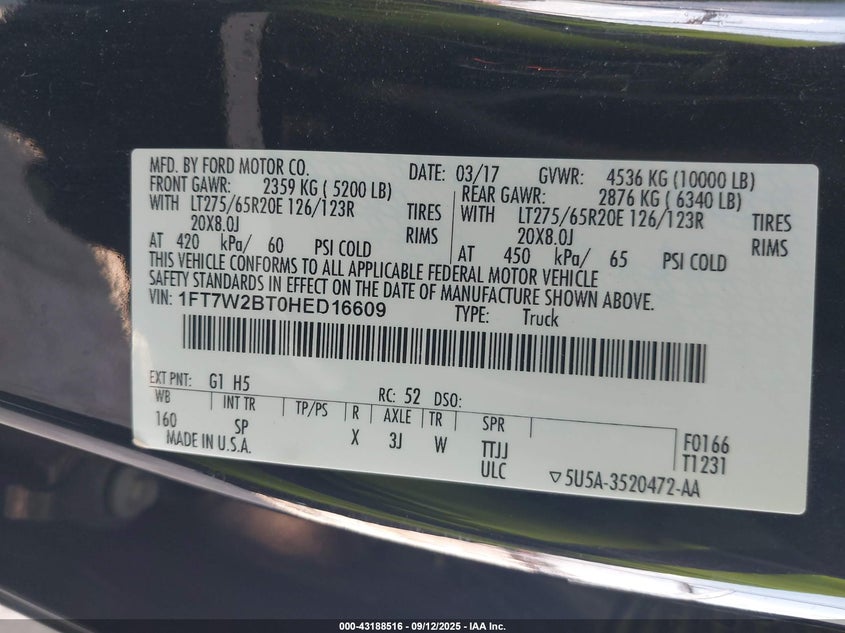 MFD. BY FORD MOTOR CO. DATE: 03/17 GVWR: 4536 KG (10000 LB)
FRONT GAWR: 2359 KG ( 5200 LB) REAR GAWR: 2876 KG ( 6340 LB)
WITH LT275/65R20E 126/123R TIRES WITH LT275/65R20E 126/123R TIRES
20X8.0J RIMS 20X8.0J RIMS
AT 420 kPa/ 60 PSI COLD AT 450 kPa/ 65 PSI COLD
THIS VEHICLE CONFORMS TO ALL APPLICABLE FEDERAL MOTOR VEHICLE
SAFETY STANDARDS IN EFFECT ON THE DATE OF MANUFACTURE SHOWN ABOVE.
VIN: 1FT7W2BT0HED16609 TYPE: Truck
EXT PNT: G1 H5 RC: 52 DSO:
WB INT TR TP/PS R AXLE TR SPR
160 SP X 3J W TTJJ F0166
MADE IN U.S.A. ULC T1231
5U5A-3520472-AA
000-43188516 - 09/12/2025 - IAA Inc.